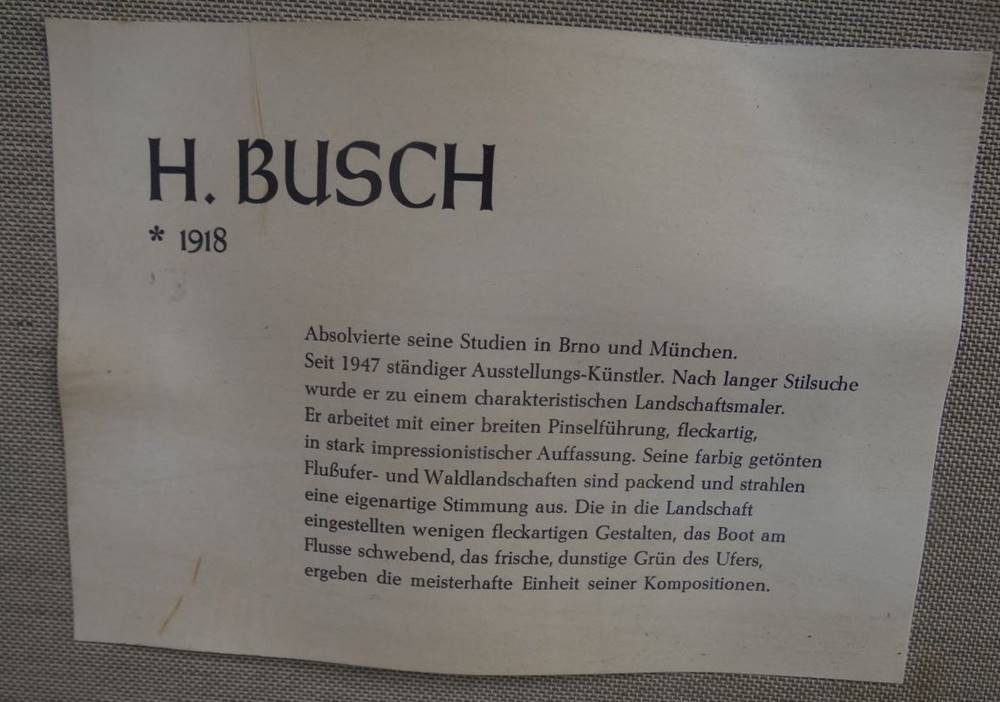 H. BUSCH
* 1918
Absolvierte seine Studien in Brno und München.
Seit 1947 ständiger Ausstellungs-Künstler. Nach langer Stilsuche
wurde er zu einem charakteristischen Landschaftsmaler.
Er arbeitet mit einer breiten Pinselführung, fleckartig,
in stark impressionistischer Auffassung. Seine farbig getönten
Flußufer- und Waldlandschaften sind packend und strahlen
eine eigenartige Stimmung aus. Die in die Landschaft
eingestellten wenigen fleckartigen Gestalten, das Boot am
Flusse schwebend, das frische, dunstige Grün des Ufers,
ergeben die meisterhafte Einheit seiner Kompositionen.